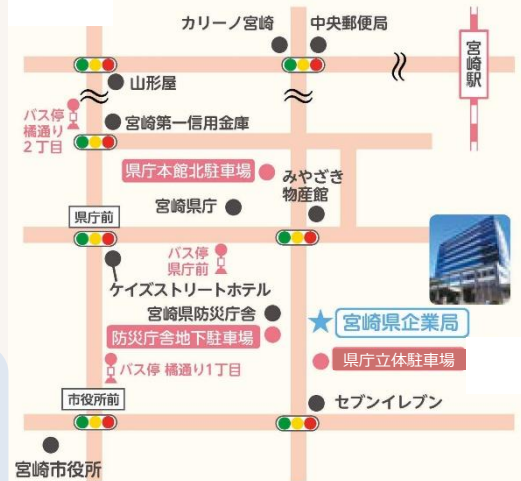 カリーノ宮崎
中央郵便局
宮崎駅
山形屋
バス停
橘通り
2丁目
宮崎第一信用金庫
県庁本館北駐車場
みやざき
物産館
宮崎県庁
県庁前
バス停
県庁前
ケイズストリートホテル
宮崎県防災庁舎
宮崎県企業局
防災庁舎地下駐車場
県庁立体駐車場
バス停 橘通り1丁目
市役所前
セブンイレブン
宮崎市役所